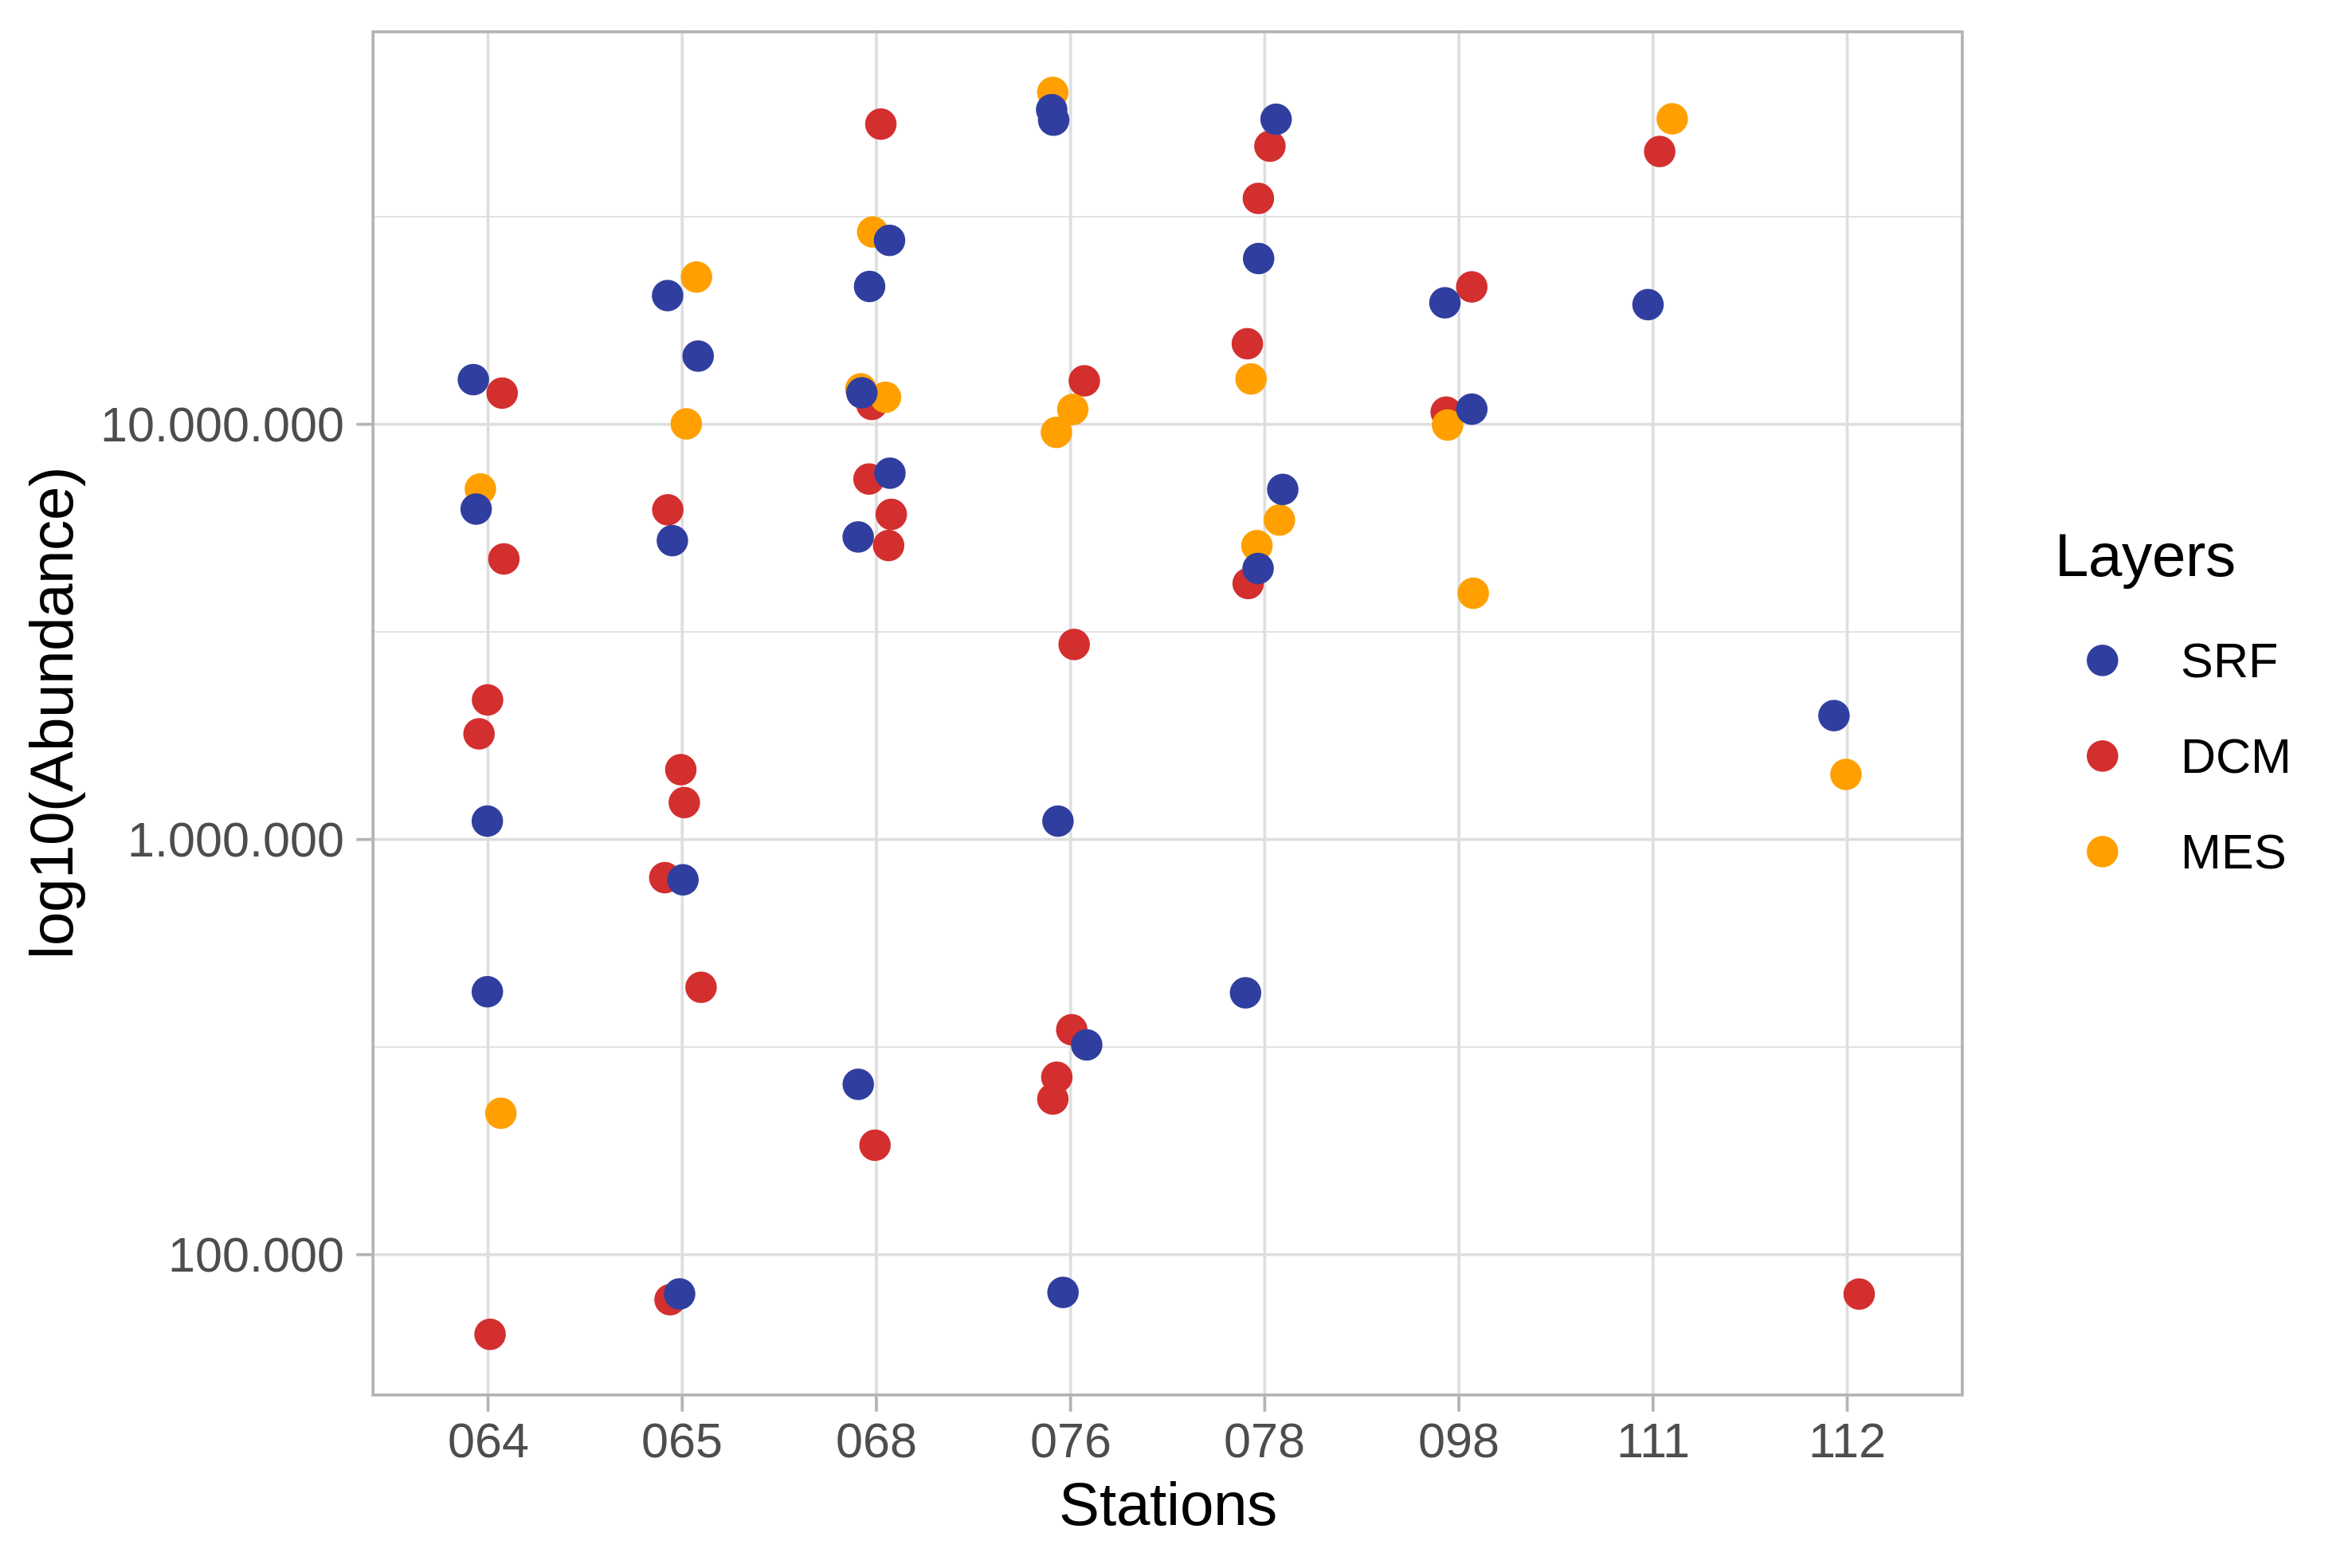 log10(Abundance)
10.000.000
1.000.000
100.000
064 065 068 076 078 098 111 112
Stations
Layers
SRF
DCM
MES